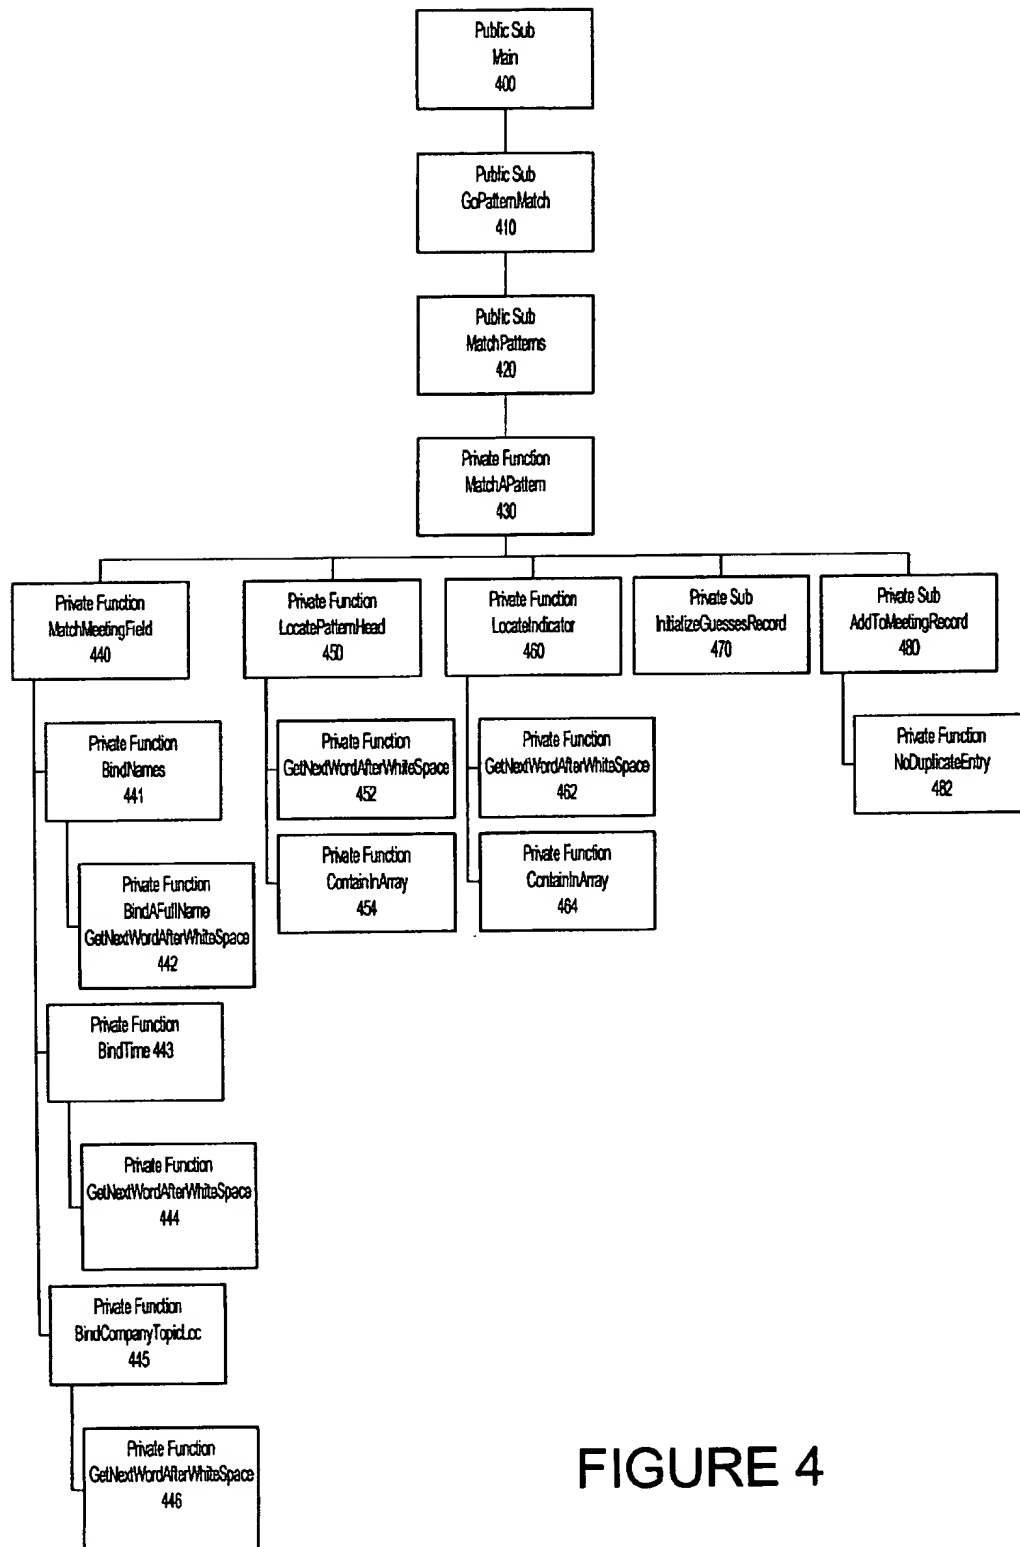 Public Sub
Main
400
Public Sub
GoPatternMatch
410
Public Sub
MatchPatterns
420
Private Function
MatchAPattern
430
Private Function
MatchMeetingField
440
Private Function
LocatePatternHead
450
Private Function
LocateIndicator
460
Private Sub
InitializeGuessesRecord
470
Private Sub
AddToMeetingRecord
480
Private Function
BindNames
441
Private Function
GetNextWordAfterWhiteSpace
452
Private Function
GetNextWordAfterWhiteSpace
462
Private Function
NoDuplicateEntry
482
Private Function
ContainInArray
454
Private Function
ContainInArray
464
Private Function
BindAFullName
GetNextWordAfterWhiteSpace
442
Private Function
BindTime 443
Private Function
GetNextWordAfterWhiteSpace
444
Private Function
BindCompanyTopicLoc
445
Private Function
GetNextWordAfterWhiteSpace
446
FIGURE 4